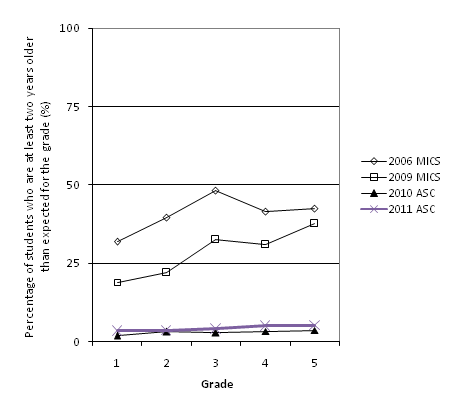 Percentage of students who are at least two years older
than expected for the grade (%)
100
75
50
25
0
1 2 3 4 5
Grade
2006 MICS
2009 MICS
2010 ASC
2011 ASC